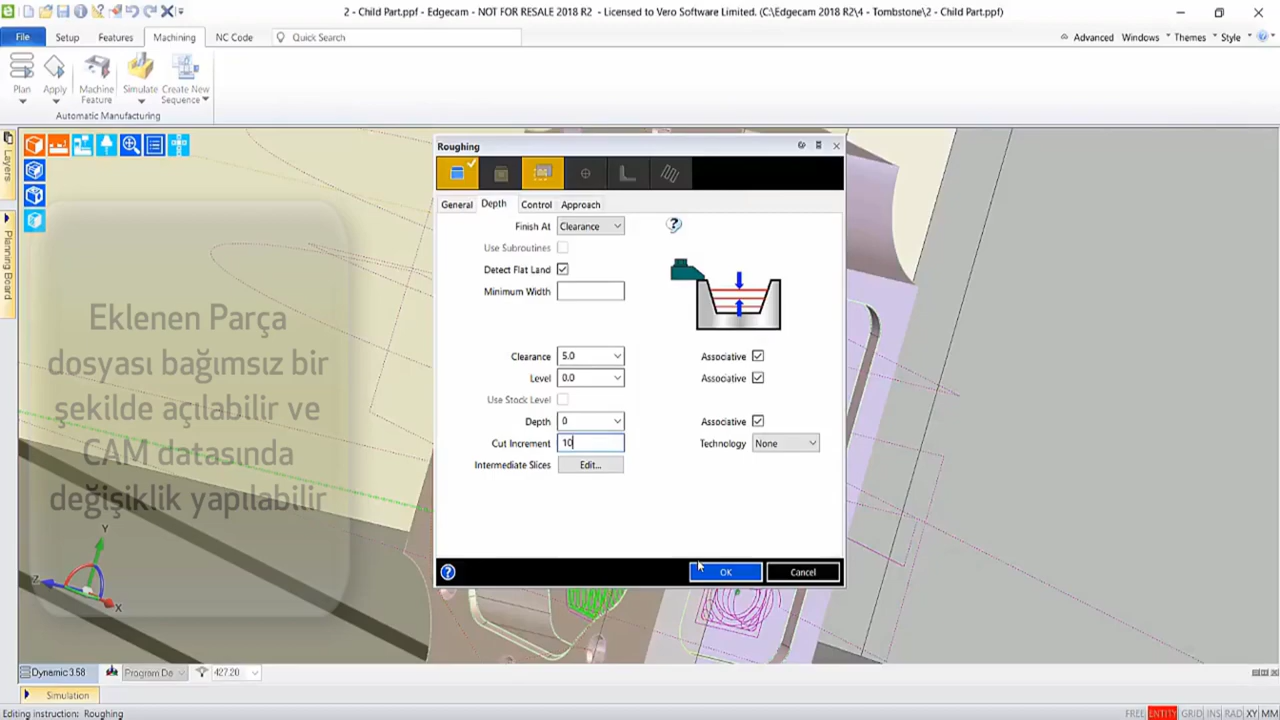 2 - Child Part.ppf - Edgecam - NOT FOR RESALE 2018 R2 - Licensed to Vero Software Limited. (C:\Edgecam 2018 R2\4 - Tombstone\2 - Child Part.ppf)
File Setup Features Machining NC Code Quick Search Advanced Windows Themes Style
Plan Apply Machine Feature Simulate Create New Sequence
Automatic Manufacturing
Layers
Planning Board
Eklenen Parça
dosyası bağımsız bir
şekilde açılabilir ve
CAM datasında
değişiklik yapılabilir
Y
Z
X
Roughing
General Depth Control Approach
Finish At Clearance
Use Subroutines
Detect Flat Land
Minimum Width
Clearance 5.0 Associative
Level 0.0 Associative
Use Stock Level
Depth 0 Associative
Cut Increment 10 Technology None
Intermediate Slices Edit...
OK Cancel
Dynamic 3.58 Program De 427.20
Simulation
Editing instruction: Roughing FREE ENTITY GRID INS RAD XY MM